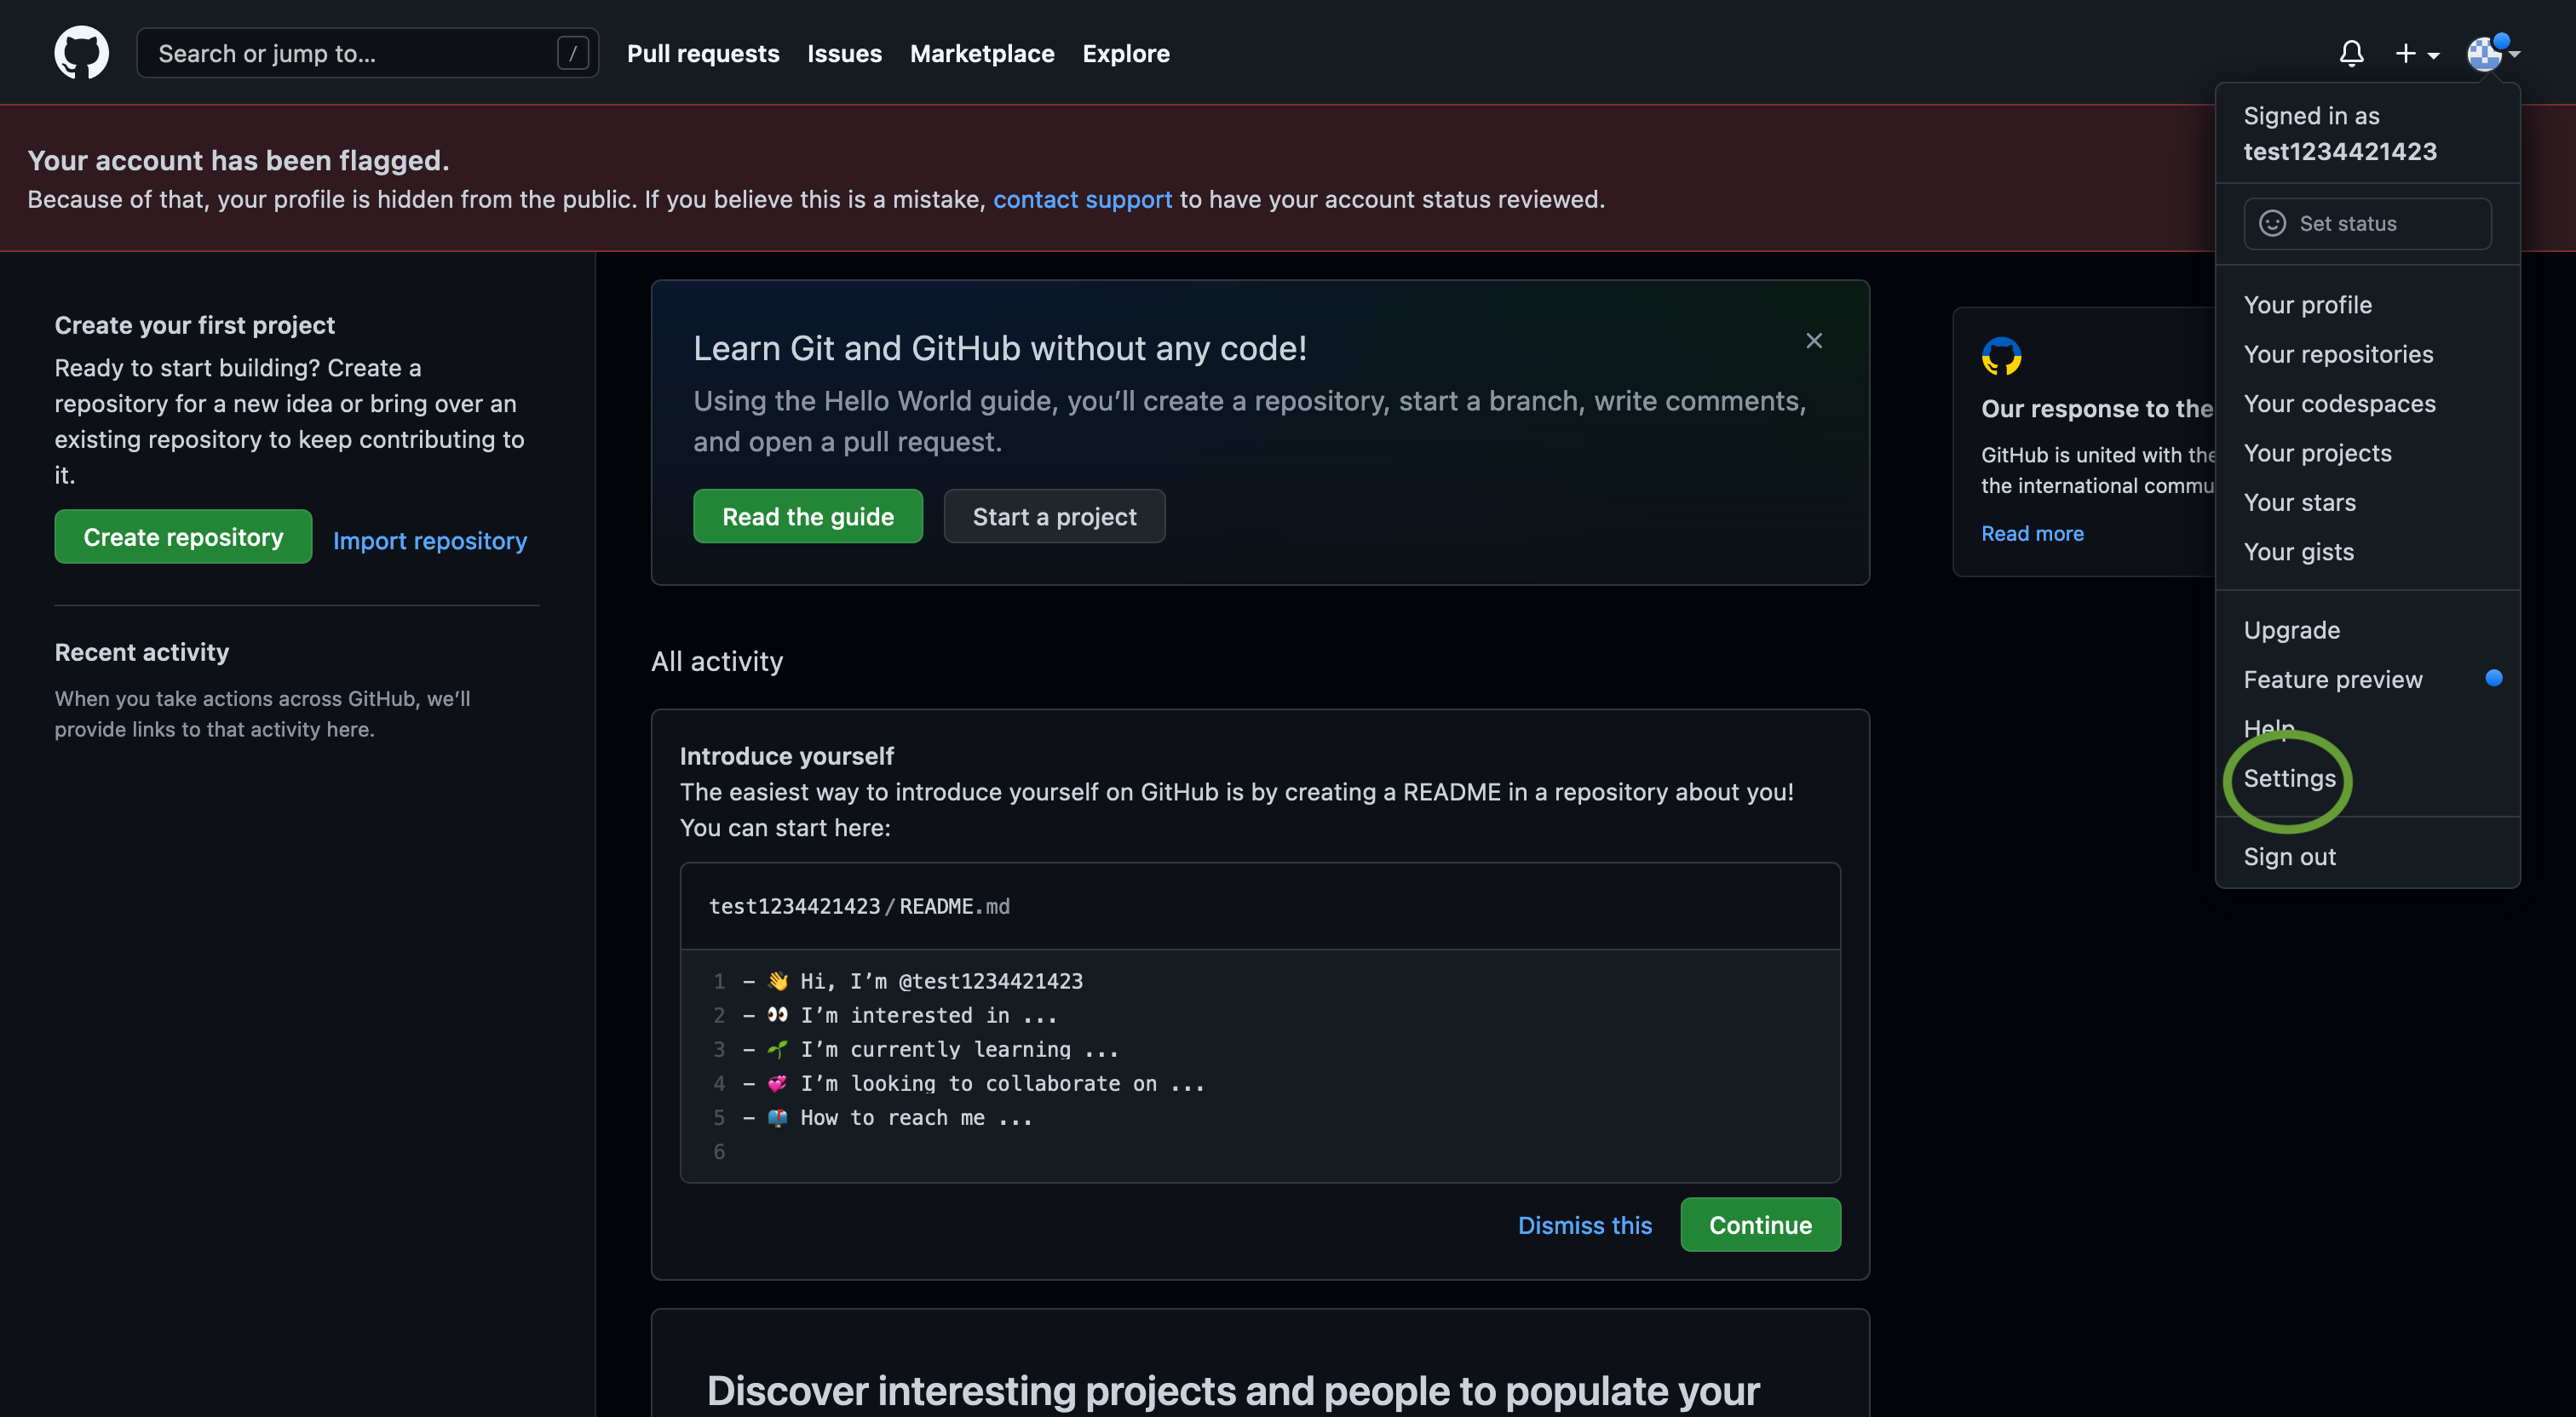 Search or jump to... /
Pull requests
Issues
Marketplace
Explore
Your account has been flagged.
Because of that, your profile is hidden from the public. If you believe this is a mistake, contact support to have your account status reviewed.
Create your first project
Ready to start building? Create a
repository for a new idea or bring over an
existing repository to keep contributing to
it.
Create repository
Import repository
Recent activity
When you take actions across GitHub, we’ll
provide links to that activity here.
Learn Git and GitHub without any code!
Using the Hello World guide, you’ll create a repository, start a branch, write comments,
and open a pull request.
Read the guide
Start a project
All activity
Introduce yourself
The easiest way to introduce yourself on GitHub is by creating a README in a repository about you!
You can start here:
test1234421423/README.md
1 - 👋 Hi, I’m @test1234421423
2 - 👀 I’m interested in ...
3 - 🌱 I’m currently learning ...
4 - 💞️ I’m looking to collaborate on ...
5 - 📫 How to reach me ...
6
Dismiss this
Continue
Discover interesting projects and people to populate your
Our response to the
GitHub is united with the
the international commu
Read more
Signed in as
test1234421423
Set status
Your profile
Your repositories
Your codespaces
Your projects
Your stars
Your gists
Upgrade
Feature preview
Help
Settings
Sign out